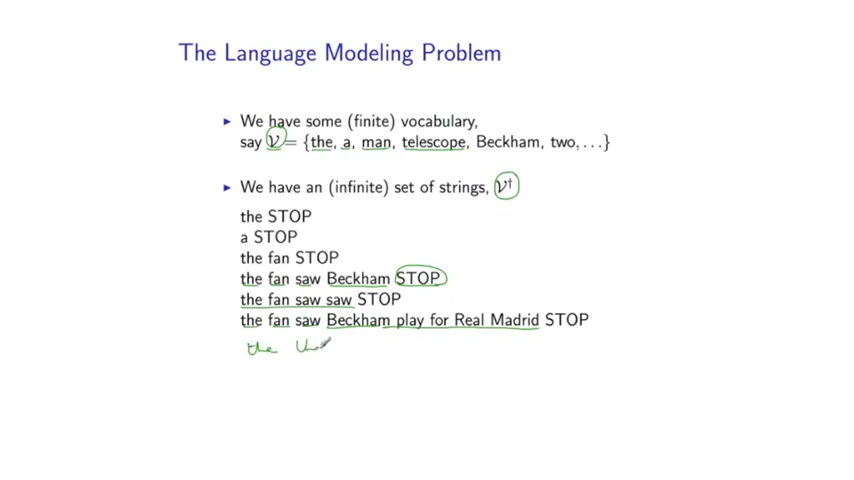 The Language Modeling Problem
▶ We have some (finite) vocabulary,
say 𝒱 = {the, a, man, telescope, Beckham, two, . . .}
▶ We have an (infinite) set of strings, 𝒱†
the STOP
a STOP
the fan STOP
the fan saw Beckham STOP
the fan saw saw STOP
the fan saw Beckham play for Real Madrid STOP
the